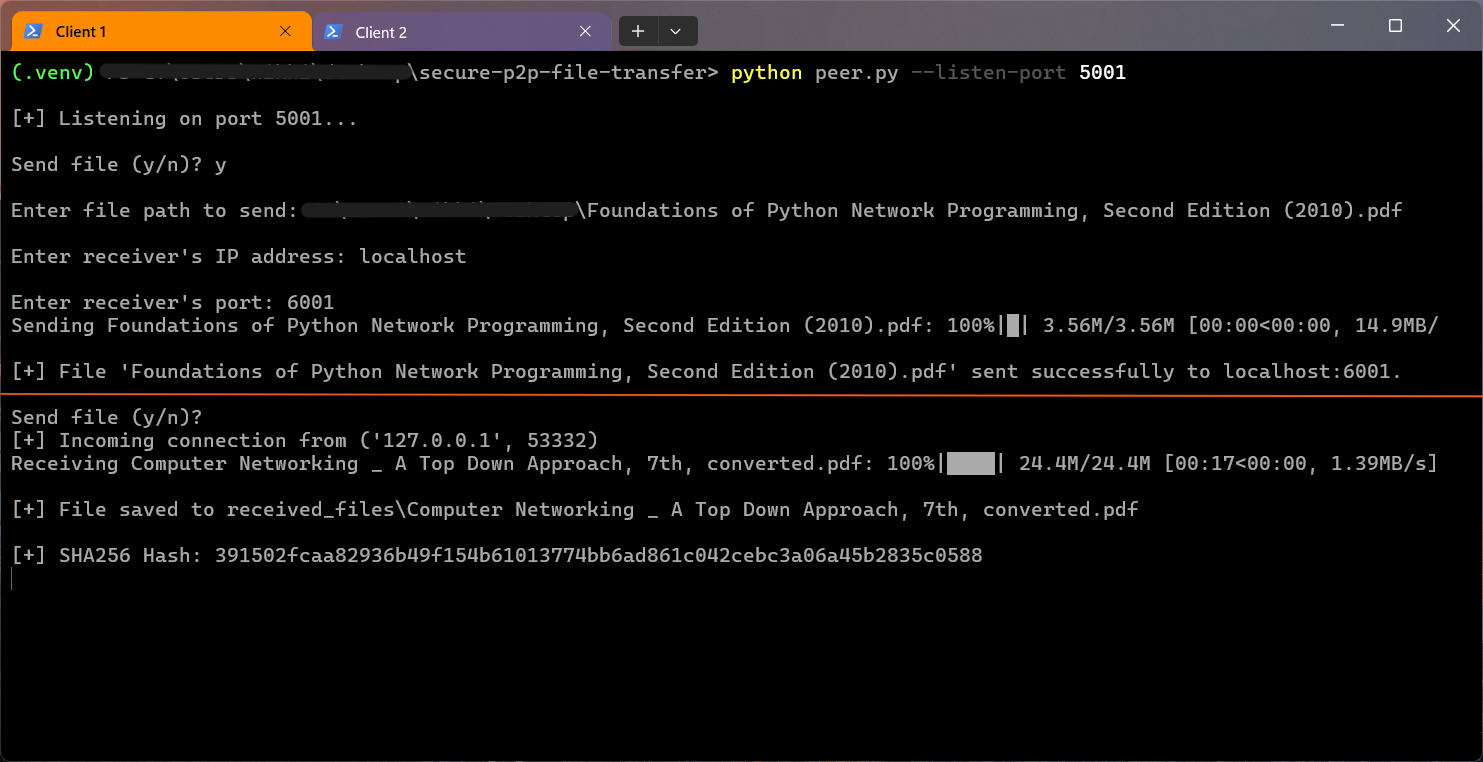 Client 1
Client 2
(.venv) \secure-p2p-file-transfer> python peer.py --listen-port 5001
[+] Listening on port 5001...
Send file (y/n)? y
Enter file path to send: \Foundations of Python Network Programming, Second Edition (2010).pdf
Enter receiver's IP address: localhost
Enter receiver's port: 6001
Sending Foundations of Python Network Programming, Second Edition (2010).pdf: 100%|█| 3.56M/3.56M [00:00<00:00, 14.9MB/
[+] File 'Foundations of Python Network Programming, Second Edition (2010).pdf' sent successfully to localhost:6001.
Send file (y/n)?
[+] Incoming connection from ('127.0.0.1', 53332)
Receiving Computer Networking _ A Top Down Approach, 7th, converted.pdf: 100%|████| 24.4M/24.4M [00:17<00:00, 1.39MB/s]
[+] File saved to received_files\Computer Networking _ A Top Down Approach, 7th, converted.pdf
[+] SHA256 Hash: 391502fcaa82936b49f154b61013774bb6ad861c042cebc3a06a45b2835c0588